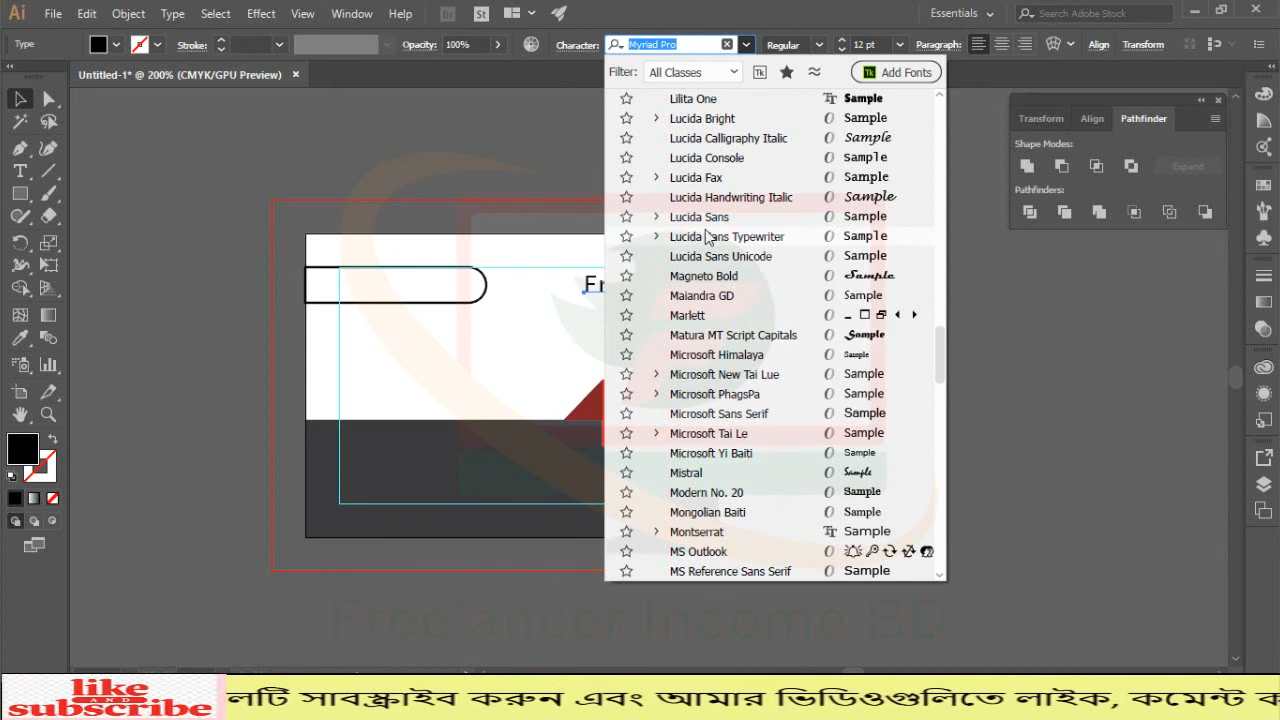 Ai File Edit Object Type Select Effect View Window Help Br St Essentials Search Adobe Stock
Type Stroke: Opacity: 100% Character: Myriad Pro Regular 12 pt Paragraph: Align Transform
Untitled-1* @ 200% (CMYK/GPU Preview)
Filter: All Classes Tk Tk Add Fonts
Lilita One Sample
Lucida Bright Sample
Lucida Calligraphy Italic Sample
Lucida Console Sample
Lucida Fax Sample
Lucida Handwriting Italic Sample
Lucida Sans Sample
Lucida Sans Typewriter Sample
Lucida Sans Unicode Sample
Magneto Bold Sample
Maiandra GD Sample
Marlett
Matura MT Script Capitals Sample
Microsoft Himalaya Sample
Microsoft New Tai Lue Sample
Microsoft PhagsPa Sample
Microsoft Sans Serif Sample
Microsoft Tai Le Sample
Microsoft Yi Baiti Sample
Mistral Sample
Modern No. 20 Sample
Mongolian Baiti Sample
Montserrat Sample
MS Outlook
MS Reference Sans Serif Sample
Transform Align Pathfinder
Shape Modes:
Expand
Pathfinders:
Fr
Freelancer Income BD
like
AND
subscribe
লটি সাবস্ক্রাইব করুন এবং আমার ভিডিওগুলিতে লাইক, কমেন্ট ক